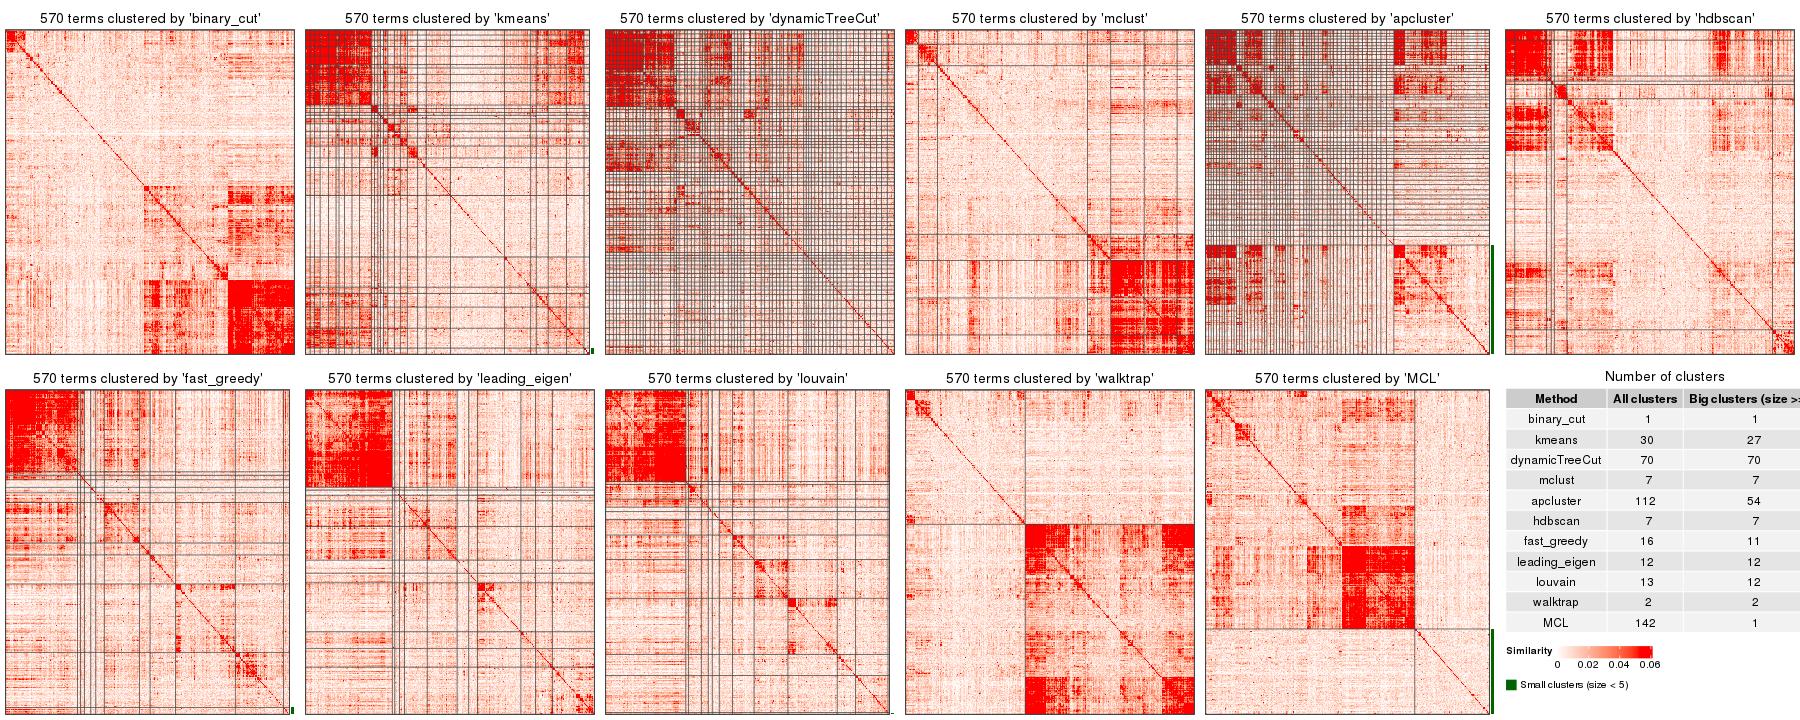 570 terms clustered by 'binary_cut'
570 terms clustered by 'kmeans'
570 terms clustered by 'dynamicTreeCut'
570 terms clustered by 'mclust'
570 terms clustered by 'apcluster'
570 terms clustered by 'hdbscan'
570 terms clustered by 'fast_greedy'
570 terms clustered by 'leading_eigen'
570 terms clustered by 'louvain'
570 terms clustered by 'walktrap'
570 terms clustered by 'MCL'
Number of clusters
Method All clusters Big clusters (size >=
binary_cut 1 1
kmeans 30 27
dynamicTreeCut 70 70
mclust 7 7
apcluster 112 54
hdbscan 7 7
fast_greedy 16 11
leading_eigen 12 12
louvain 13 12
walktrap 2 2
MCL 142 1
Similarity
0 0.02 0.04 0.06
Small clusters (size < 5)